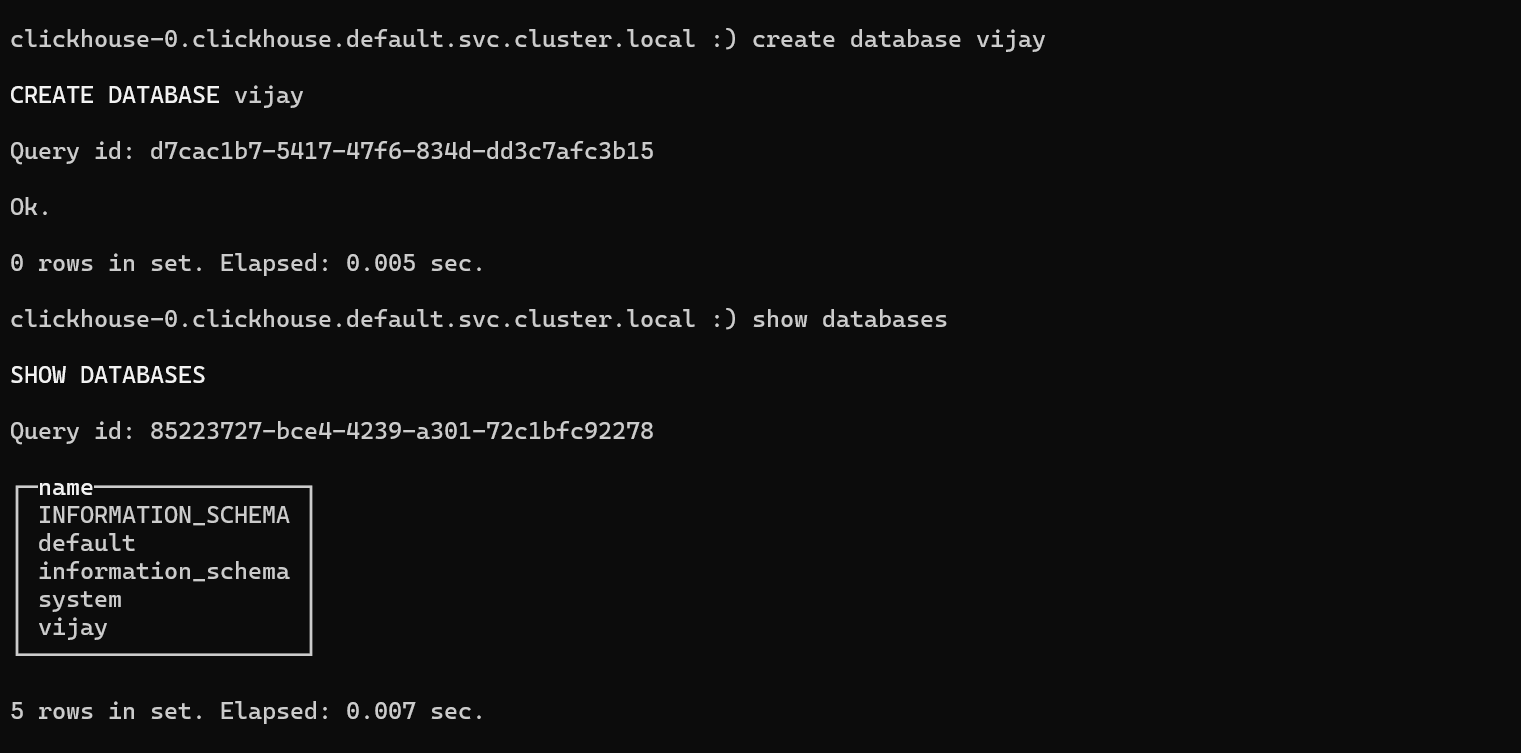 clickhouse-0.clickhouse.default.svc.cluster.local :) create database vijay
CREATE DATABASE vijay
Query id: d7cac1b7-5417-47f6-834d-dd3c7afc3b15
Ok.
0 rows in set. Elapsed: 0.005 sec.
clickhouse-0.clickhouse.default.svc.cluster.local :) show databases
SHOW DATABASES
Query id: 85223727-bce4-4239-a301-72c1bfc92278
name
INFORMATION_SCHEMA
default
information_schema
system
vijay
5 rows in set. Elapsed: 0.007 sec.